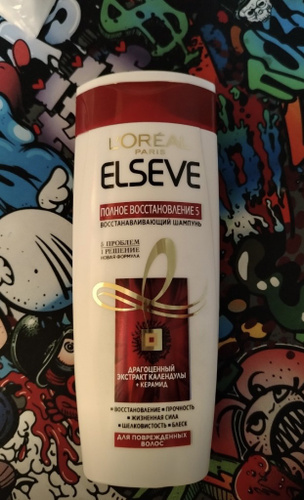 L'ORÉAL
PARIS
ELSEVE
ПОЛНОЕ ВОССТАНОВЛЕНИЕ 5
ВОССТАНАВЛИВАЮЩИЙ ШАМПУНЬ
5 ПРОБЛЕМ
1 РЕШЕНИЕ
НОВАЯ ФОРМУЛА
ДРАГОЦЕННЫЙ
ЭКСТРАКТ КАЛЕНДУЛЫ
+ КЕРАМИД
• ВОССТАНОВЛЕНИЕ • ПРОЧНОСТЬ
• ЖИЗНЕННАЯ СИЛА
• ШЕЛКОВИСТОСТЬ • БЛЕСК
ДЛЯ ПОВРЕЖДЕННЫХ
ВОЛОС